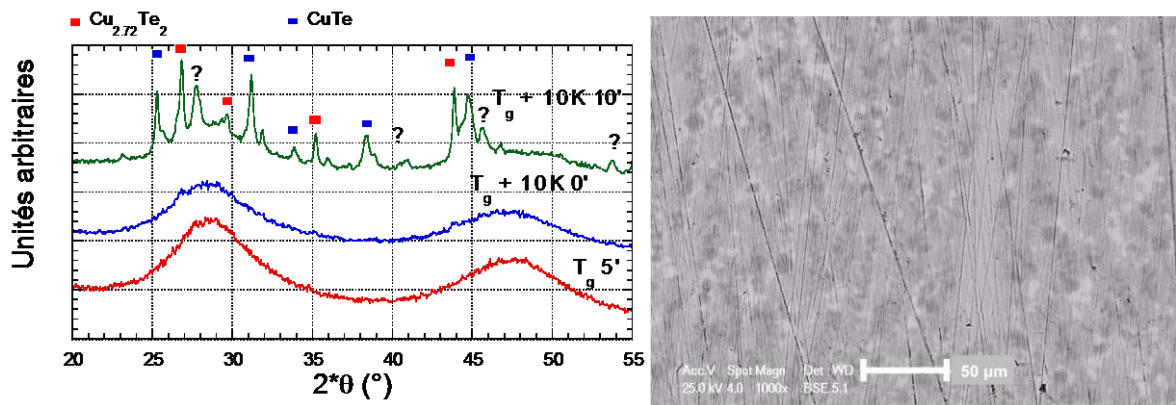 Cu2.72Te2 CuTe
Unités arbitraires
?
Tg + 10K 10'
?
?
?
Tg + 10K 0'
Tg 5'
20 25 30 35 40 45 50 55
2*θ (°)
Acc.V Spot Magn Det WD 50 µm
25.0 kV 4.0 1000x BSE 5.1